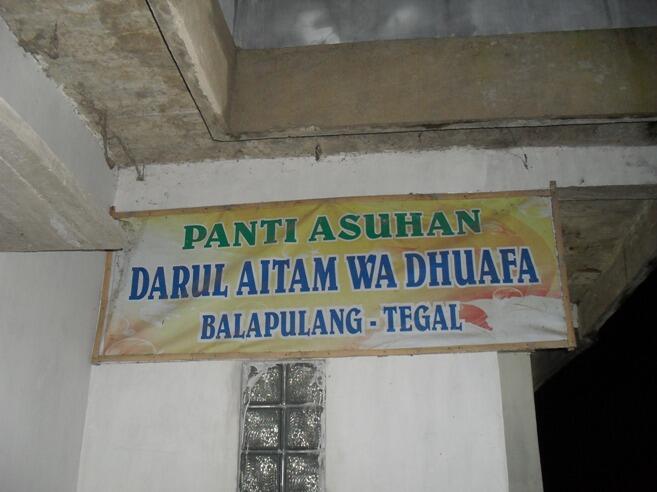 PANTI ASUHAN
DARUL AITAM WA DHUAFA
BALAPULANG - TEGAL